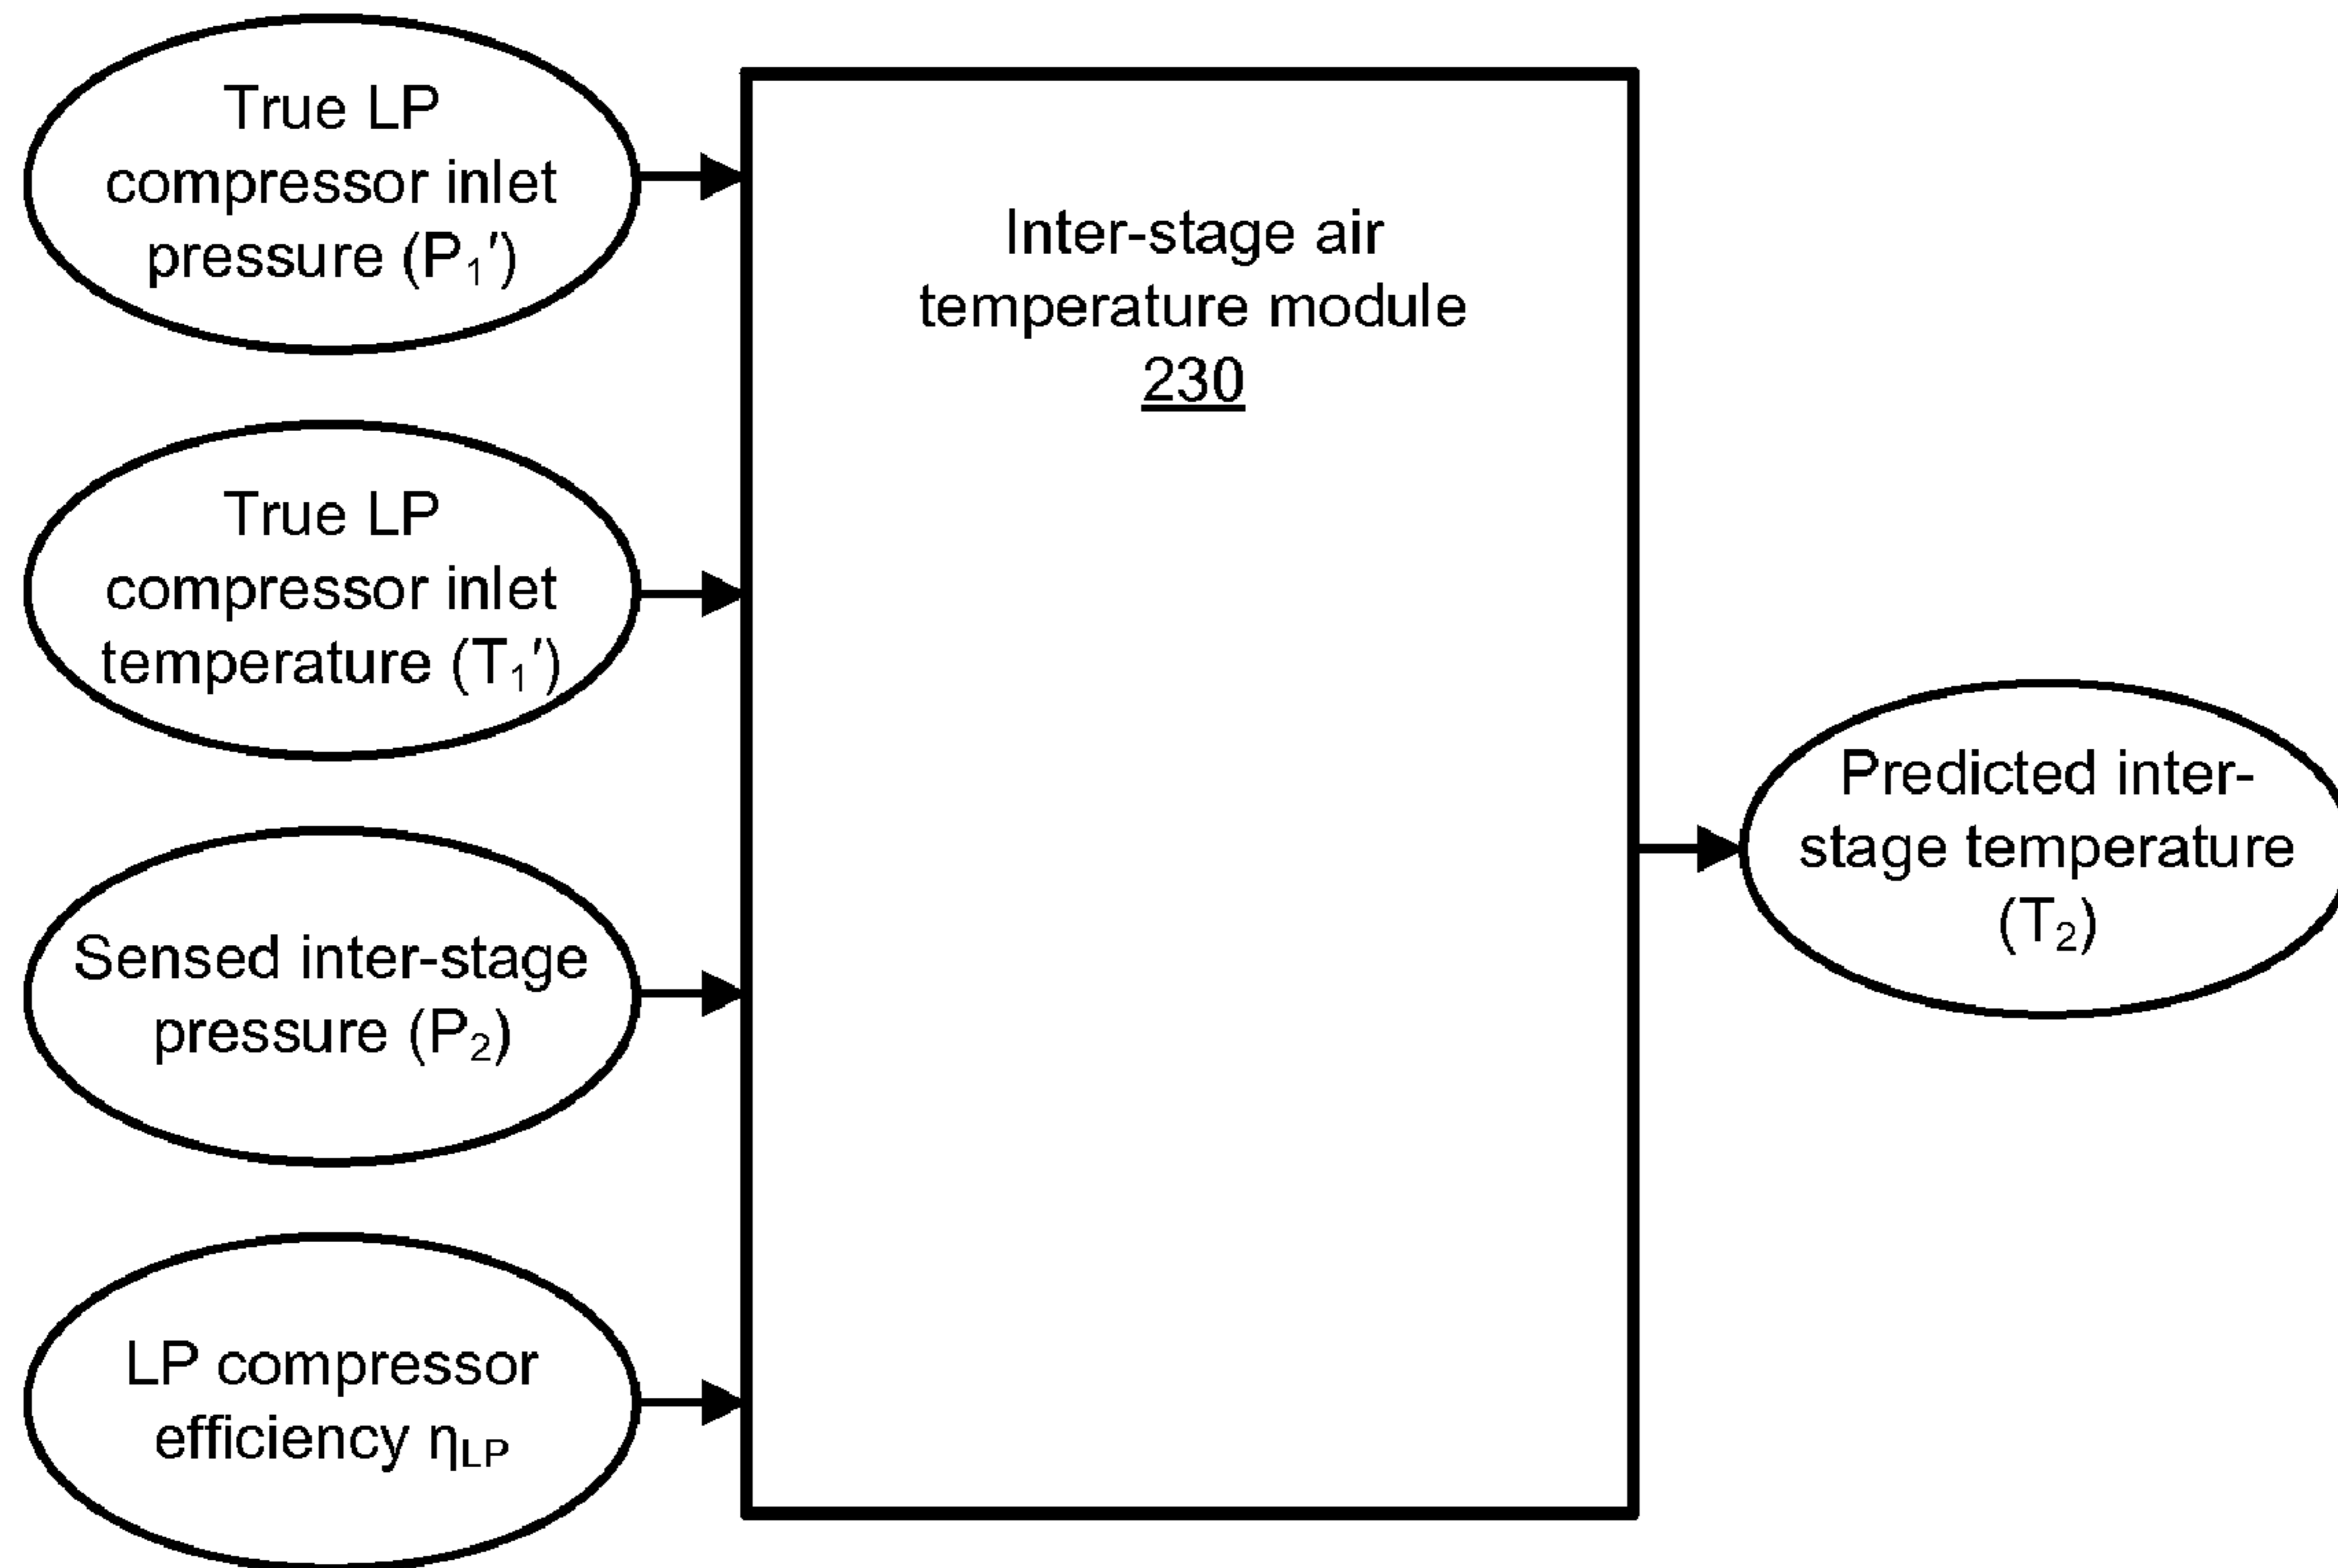 True LP
compressor inlet
pressure (P₁′)
True LP
compressor inlet
temperature (T₁′)
Sensed inter-stage
pressure (P₂)
LP compressor
efficiency η_LP
Inter-stage air
temperature module
230
Predicted inter-
stage temperature
(T₂)